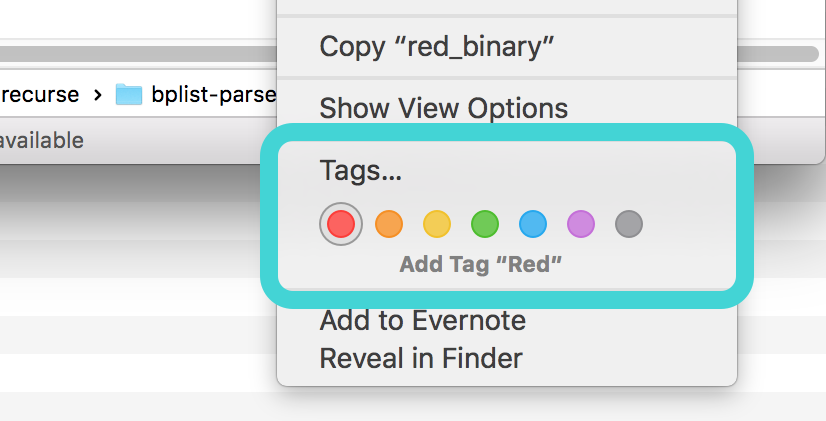 Copy “red_binary”
recurse › bplist-parse
Show View Options
available
Tags...
Add Tag “Red”
Add to Evernote
Reveal in Finder